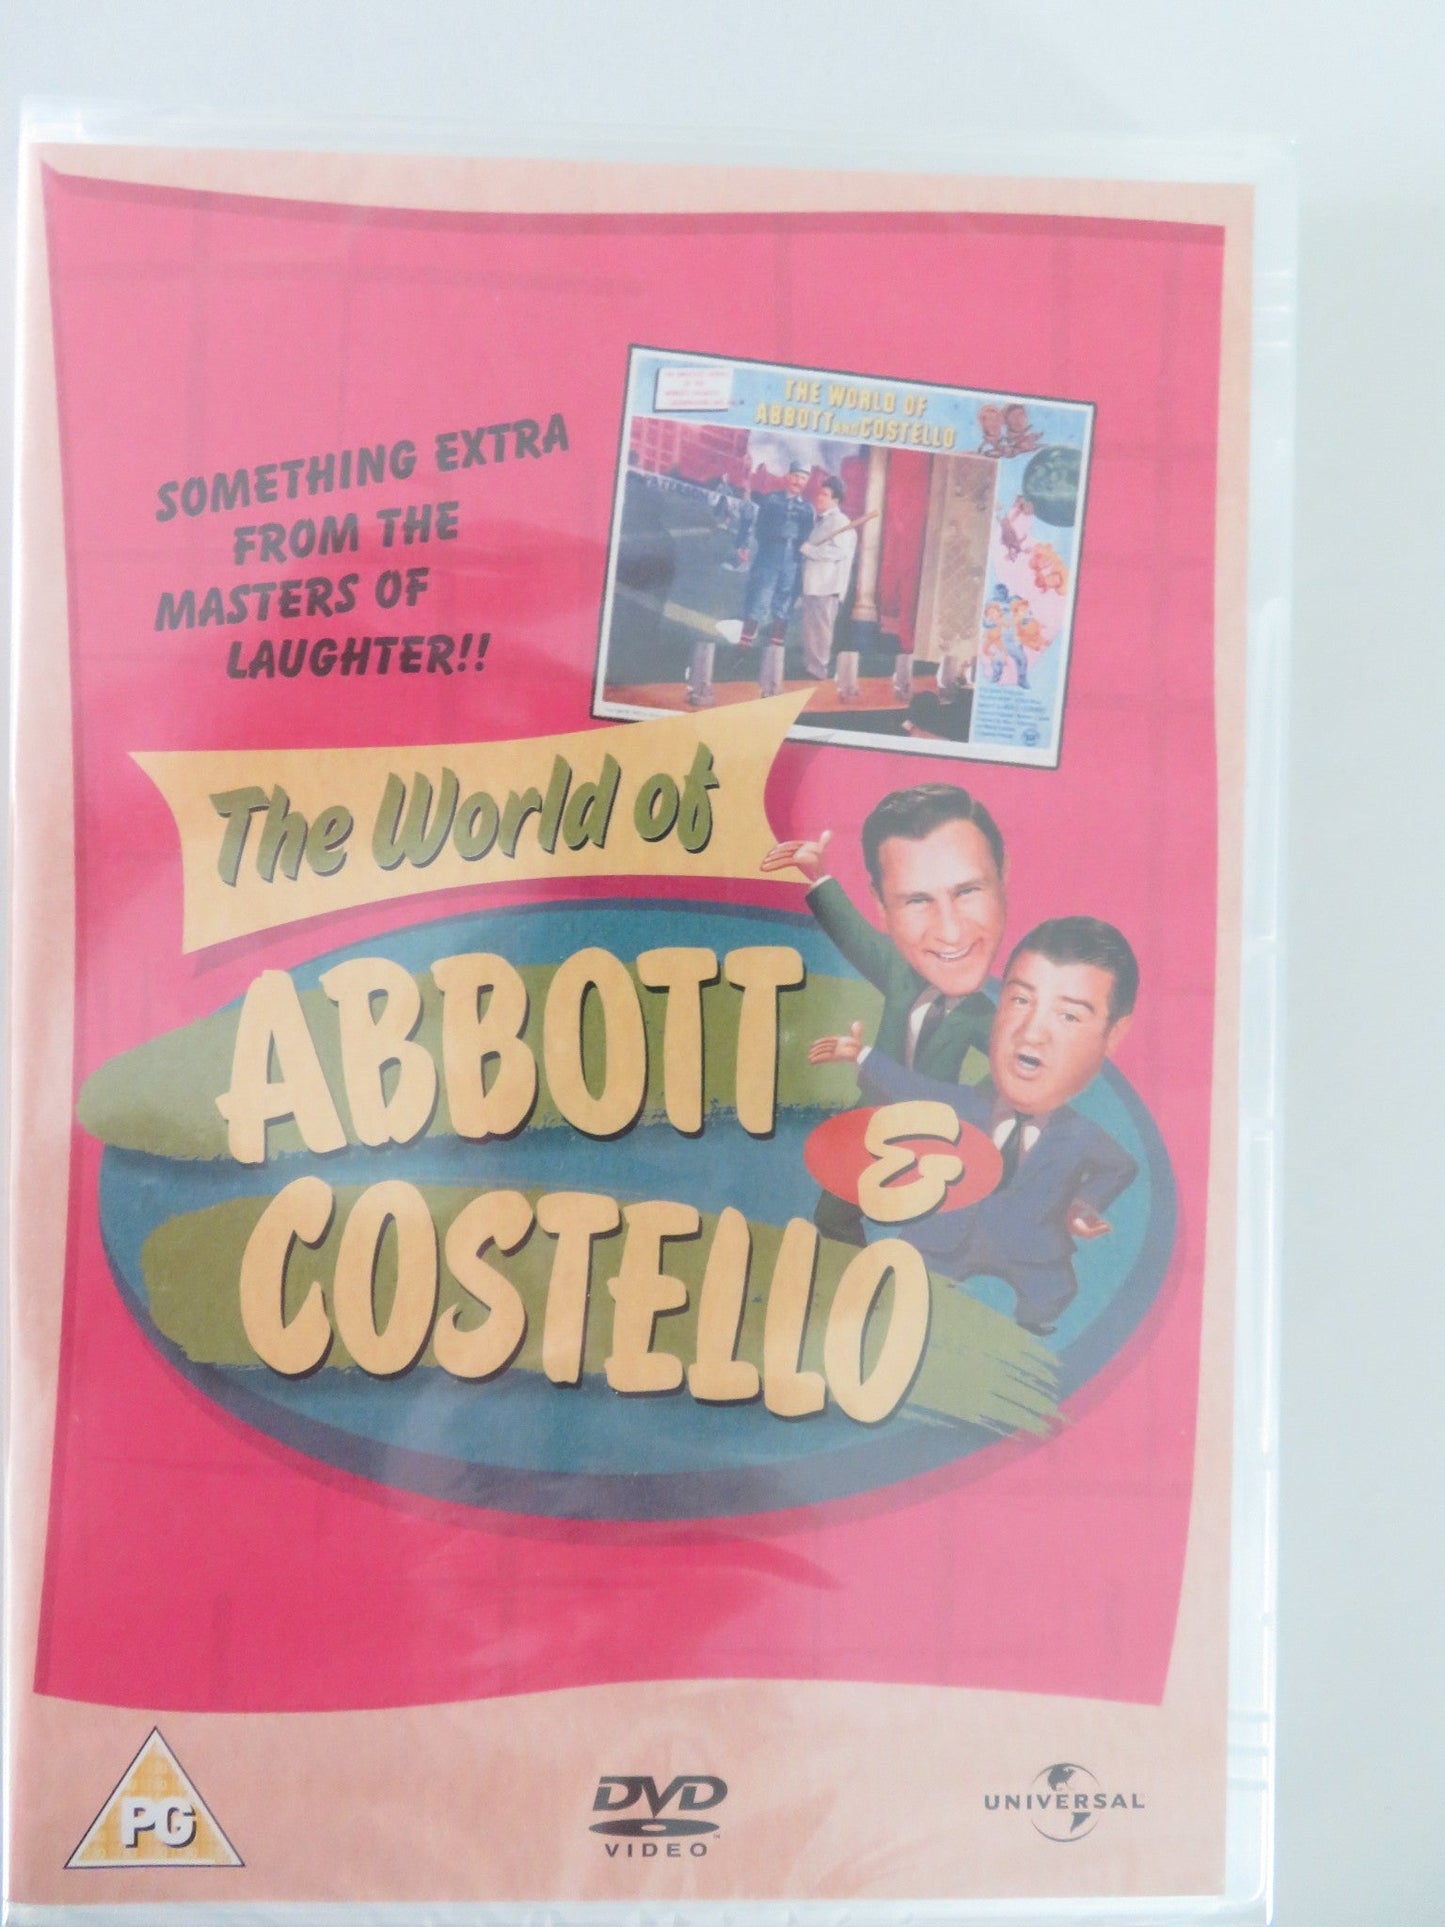 SOMETHING EXTRA
FROM THE
MASTERS OF
LAUGHTER!!
THE WORLD OF
ABBOTT AND COSTELLO
The World of
ABBOTT
&
COSTELLO
PG
DVD
VIDEO
UNIVERSAL